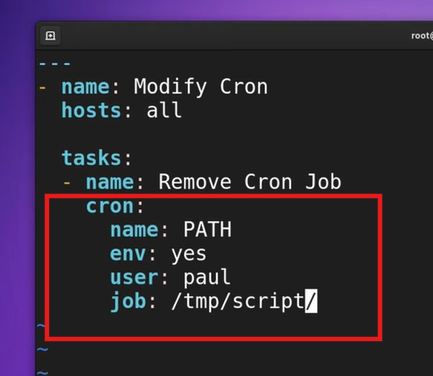 root@
---
- name: Modify Cron
  hosts: all

  tasks:
  - name: Remove Cron Job
    cron:
      name: PATH
      env: yes
      user: paul
      job: /tmp/script/
~
~
~